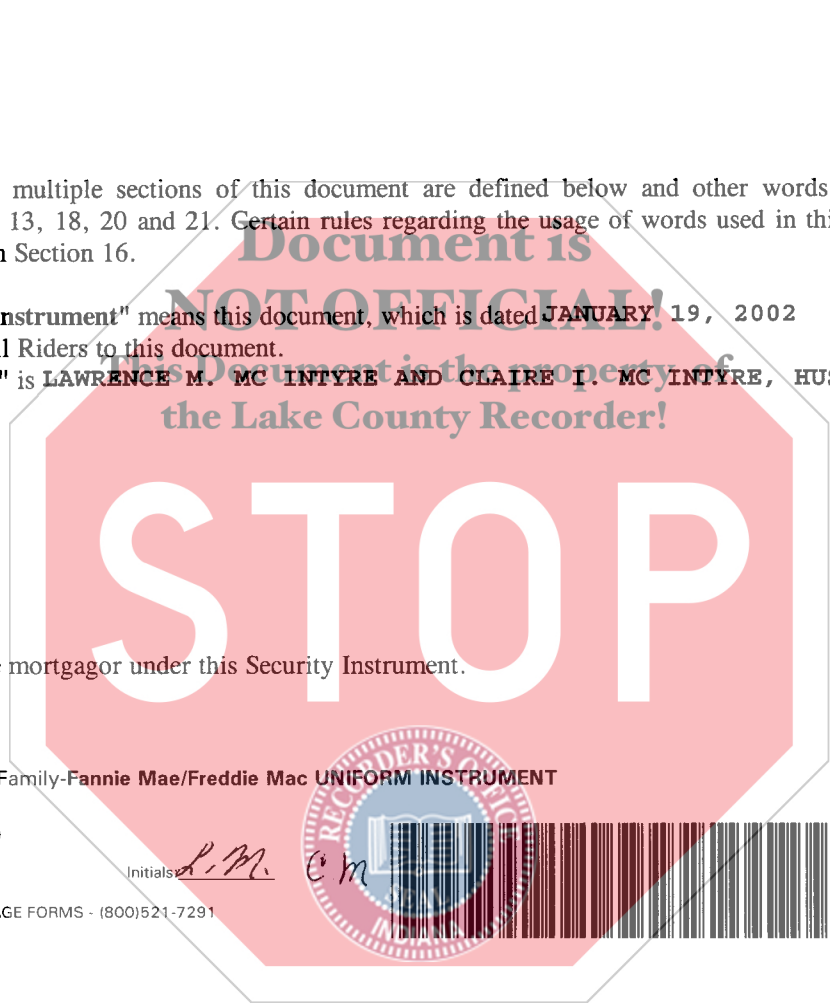 multiple sections of this document are defined below and other words
13, 18, 20 and 21. Certain rules regarding the usage of words used in thi
Section 16.
Document is
NOT OFFICIAL!
nstrument" means this document, which is dated JANUARY 19, 2002
l Riders to this document.
This Document is the property of
" is LAWRENCE M. MC INTYRE AND CLAIRE I. MC INTYRE, HUS
the Lake County Recorder!
STOP
mortgagor under this Security Instrument.
Family-Fannie Mae/Freddie Mac UNIFORM INSTRUMENT
RECORDER'S OFFICE
Initials: L.M. CM
SEAL
INDIANA
GE FORMS - (800)521-7291